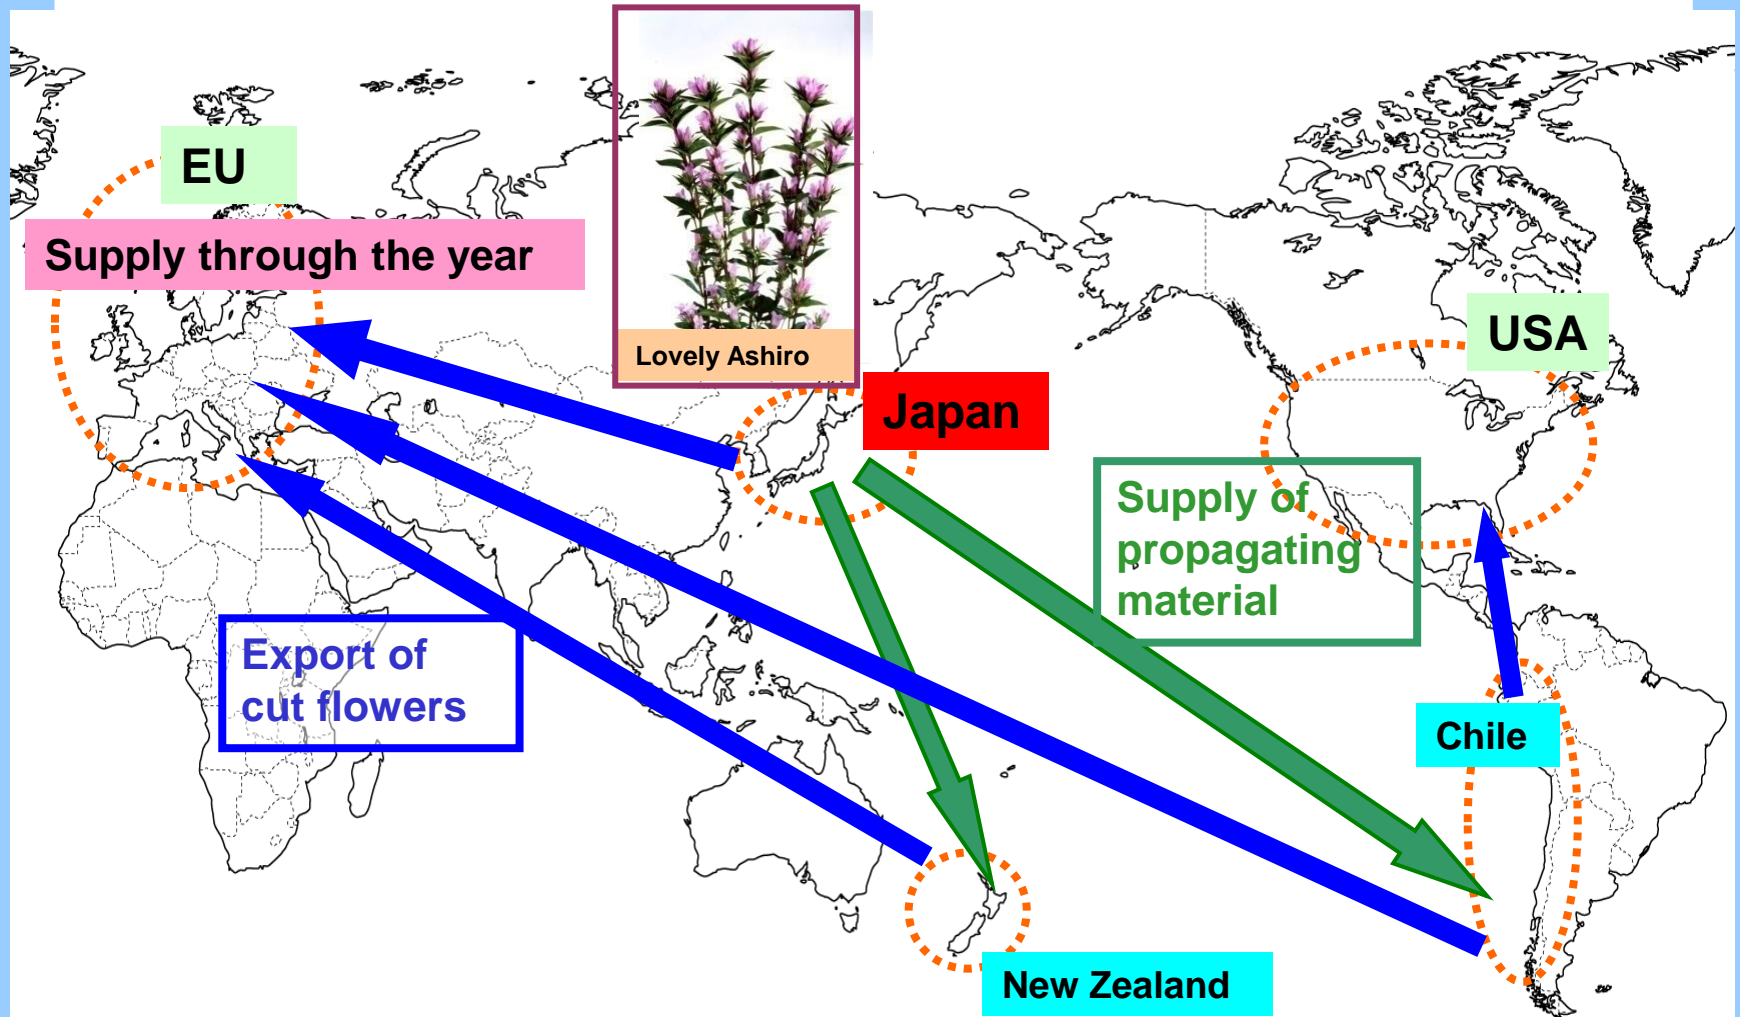 EU
Supply through the year
Lovely Ashiro
Japan
USA
Supply of
propagating
material
Export of
cut flowers
Chile
New Zealand